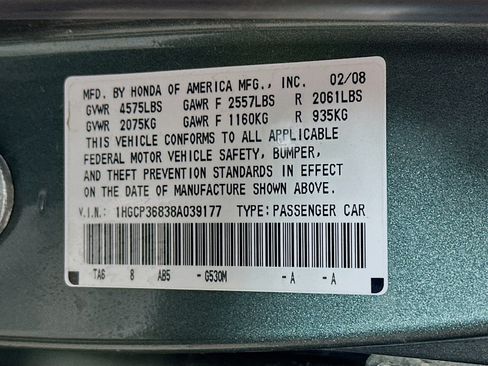 MFD. BY HONDA OF AMERICA MFG., INC. 02/08
GVWR 4575LBS GAWR F 2557LBS R 2061LBS
GVWR 2075KG GAWR F 1160KG R 935KG
THIS VEHICLE CONFORMS TO ALL APPLICABLE
FEDERAL MOTOR VEHICLE SAFETY, BUMPER,
AND THEFT PREVENTION STANDARDS IN EFFECT
ON THE DATE OF MANUFACTURE SHOWN ABOVE.
V.I.N.: 1HGCP36838A039177 TYPE: PASSENGER CAR
TA6 8 AB5 - G530M - A - A